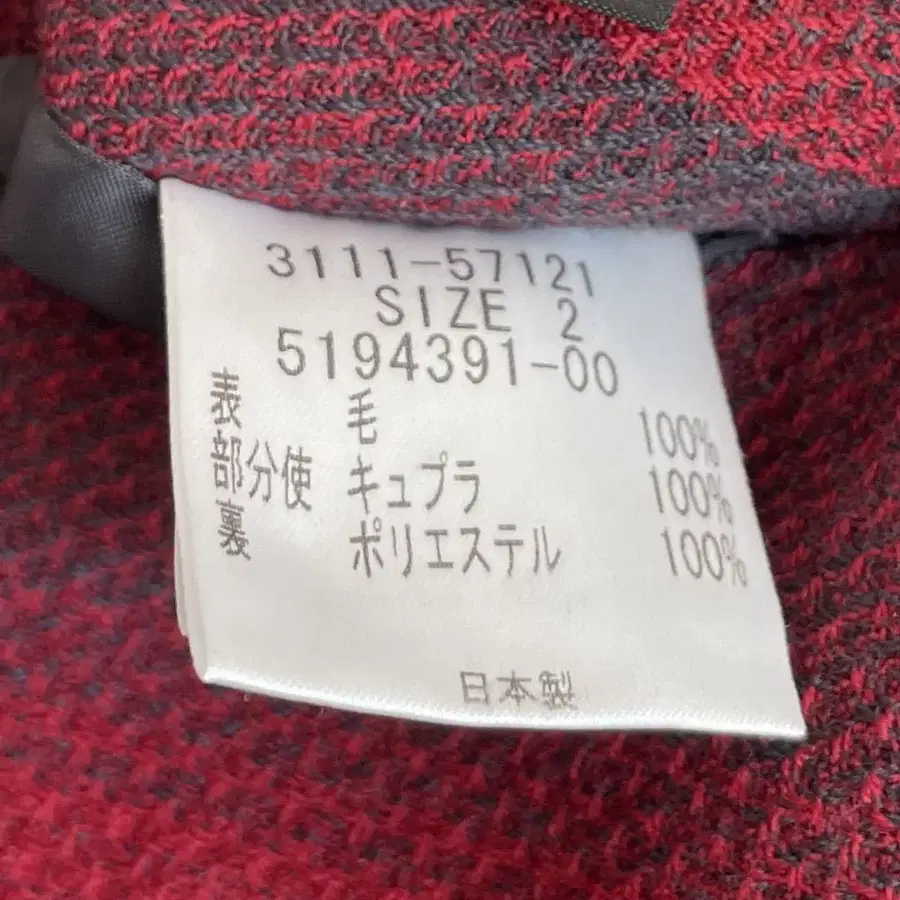 3111-57121
SIZE 2
5194391-00
表 毛 100%
部分使 キュプラ 100%
裏 ポリエステル 100%
日本製